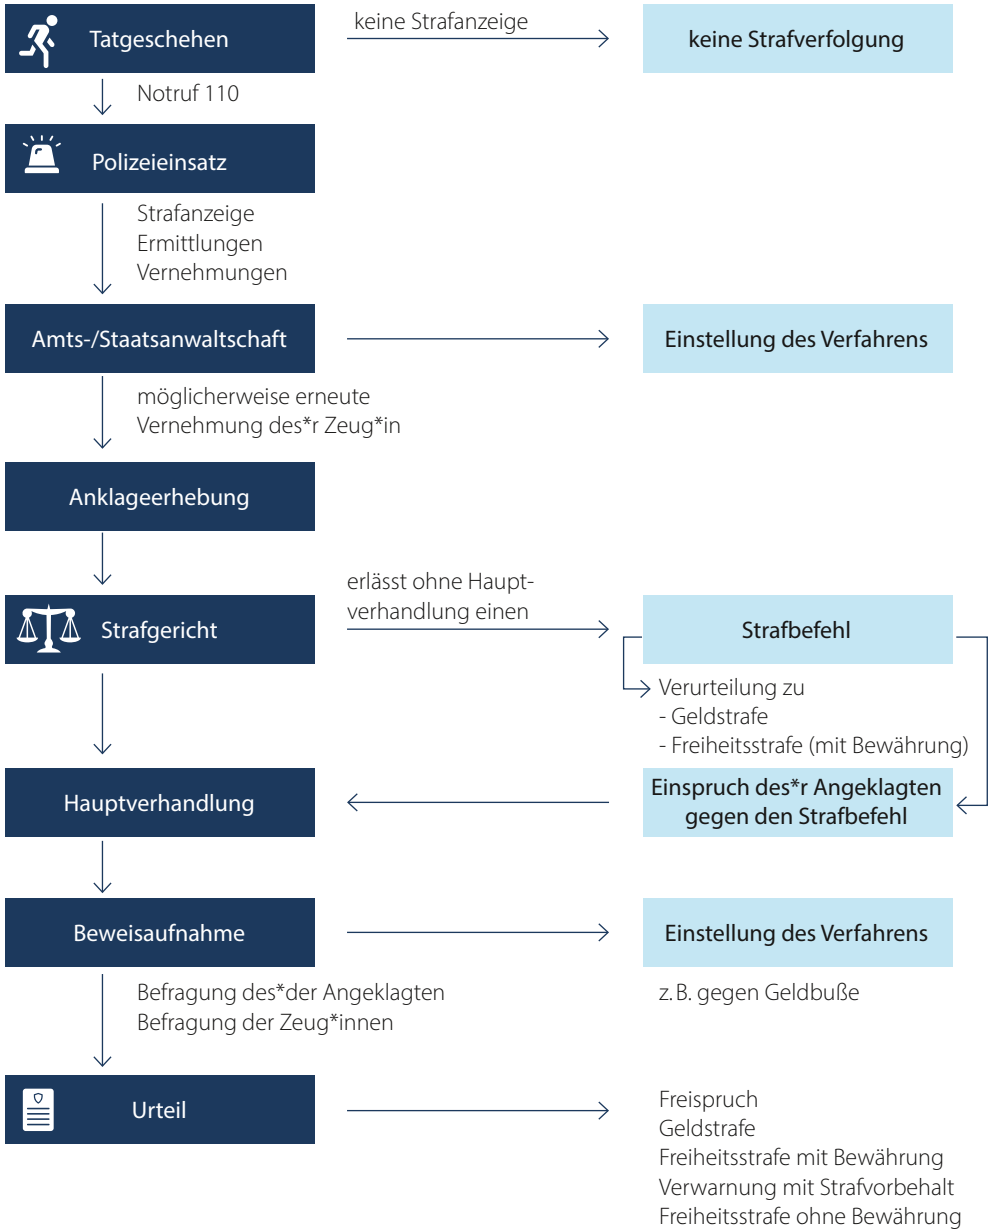 Tatgeschehen
keine Strafanzeige
keine Strafverfolgung
Notruf 110
Polizeieinsatz
Strafanzeige
Ermittlungen
Vernehmungen
Amts-/Staatsanwaltschaft
Einstellung des Verfahrens
möglicherweise erneute
Vernehmung des*r Zeug*in
Anklageerhebung
Strafgericht
erlässt ohne Haupt-
verhandlung einen
Strafbefehl
Verurteilung zu
- Geldstrafe
- Freiheitsstrafe (mit Bewährung)
Hauptverhandlung
Einspruch des*r Angeklagten
gegen den Strafbefehl
Beweisaufnahme
Einstellung des Verfahrens
Befragung des*der Angeklagten
Befragung der Zeug*innen
z. B. gegen Geldbuße
Urteil
Freispruch
Geldstrafe
Freiheitsstrafe mit Bewährung
Verwarnung mit Strafvorbehalt
Freiheitsstrafe ohne Bewährung